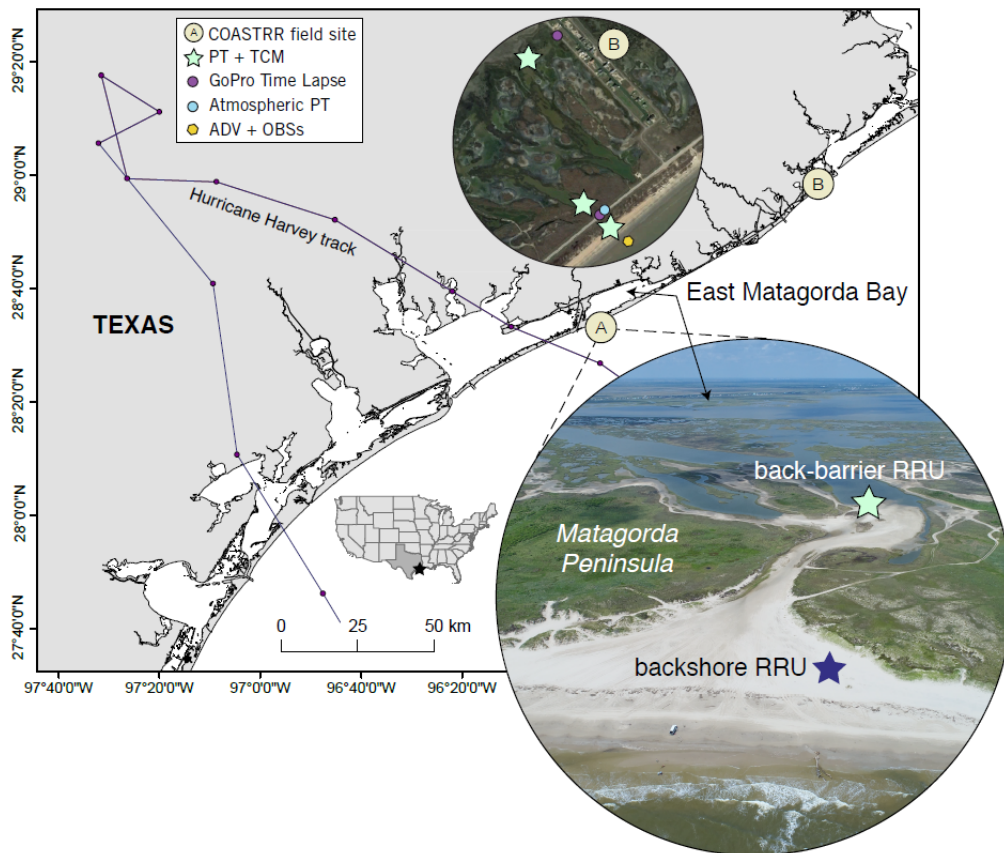 29°20'0"N
29°0'0"N
28°40'0"N
28°20'0"N
28°0'0"N
27°40'0"N
A COASTRR field site
PT + TCM
GoPro Time Lapse
Atmospheric PT
ADV + OBSs
B
B
Hurricane Harvey track
TEXAS
East Matagorda Bay
A
back-barrier RRU
Matagorda
Peninsula
backshore RRU
0 25 50 km
97°40'0"W 97°20'0"W 97°0'0"W 96°40'0"W 96°20'0"